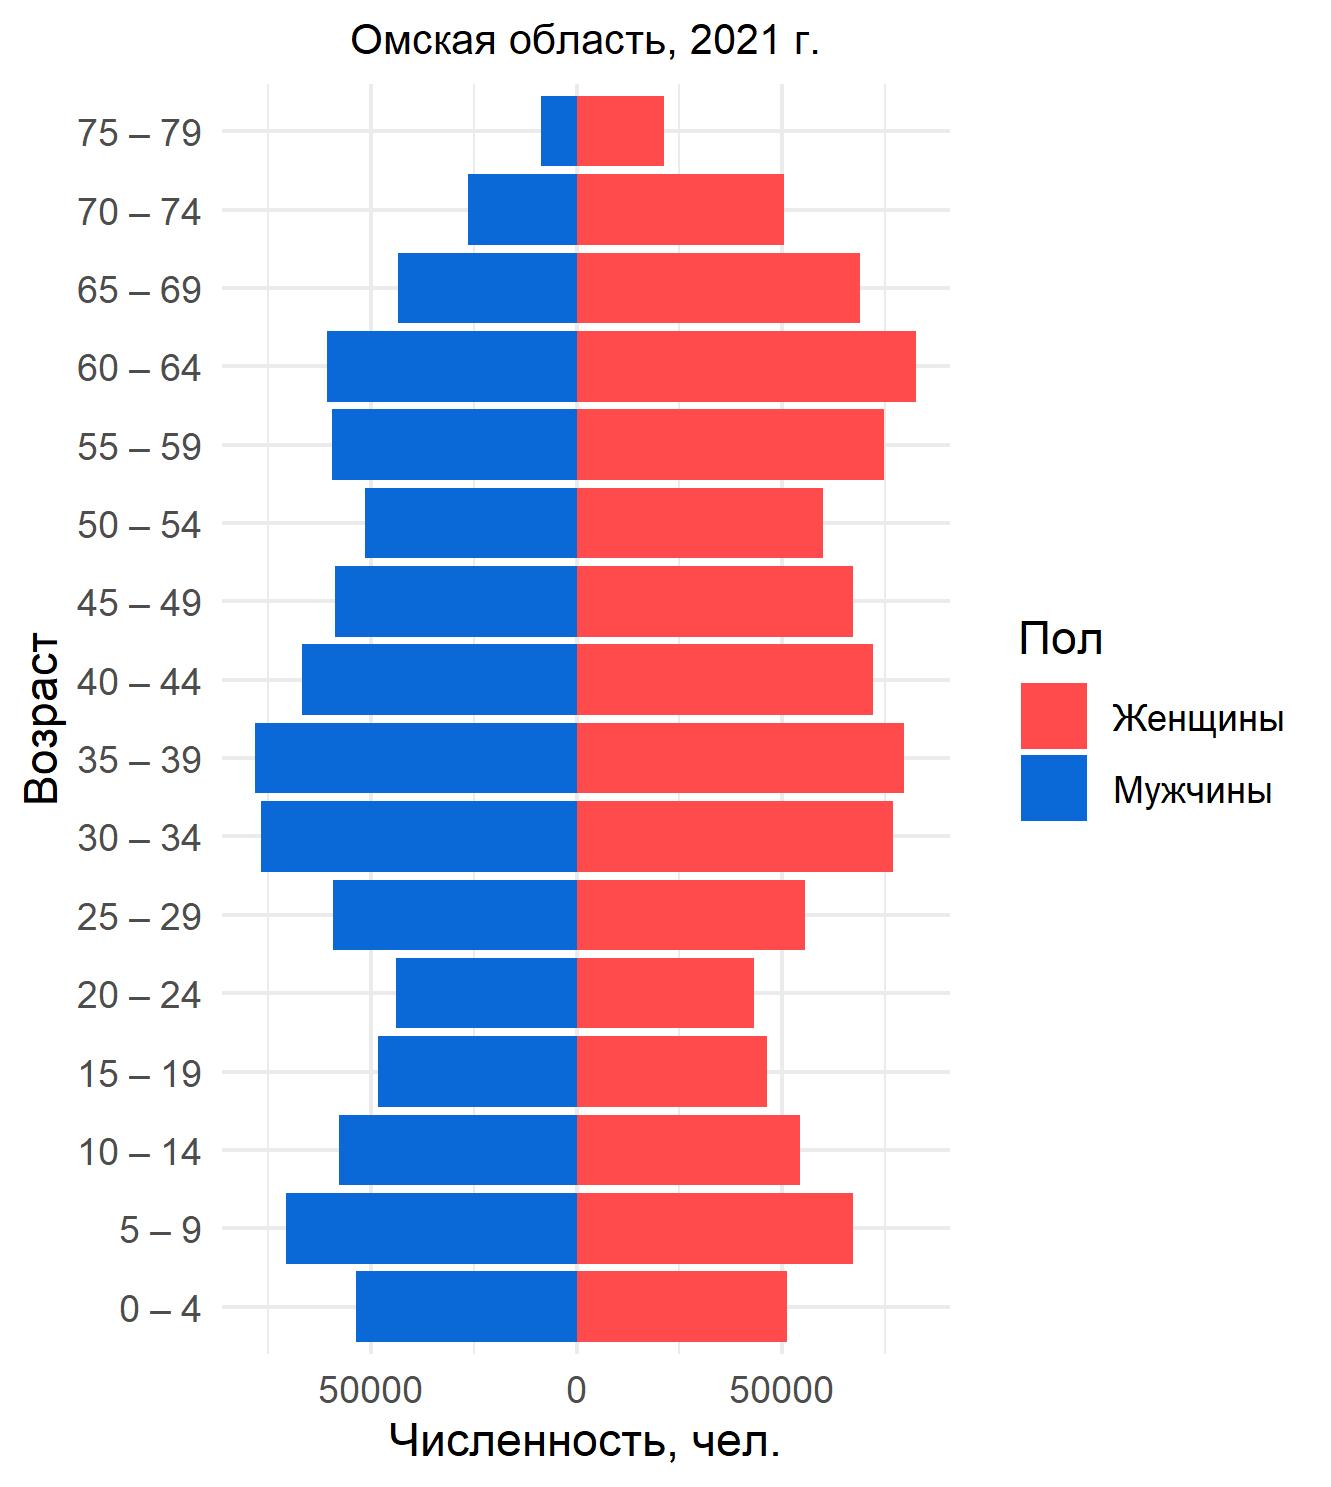 Омская область, 2021 г.
75 – 79
70 – 74
65 – 69
60 – 64
55 – 59
50 – 54
45 – 49
40 – 44
35 – 39
30 – 34
25 – 29
20 – 24
15 – 19
10 – 14
5 – 9
0 – 4
Возраст
50000 0 50000
Численность, чел.
Пол
Женщины
Мужчины